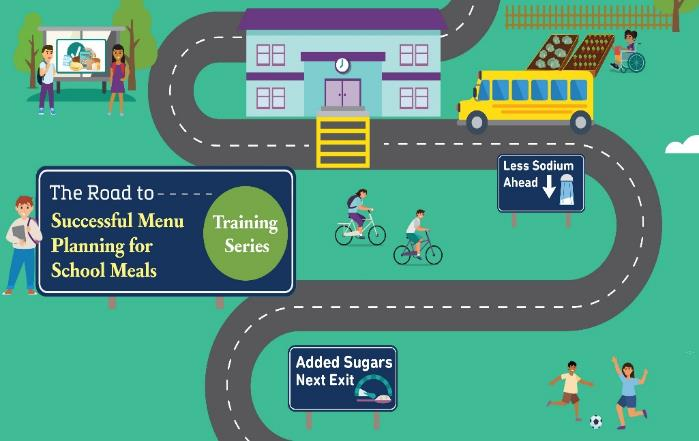 The Road to
Successful Menu
Planning for
School Meals
Training
Series
Less Sodium
Ahead
Added Sugars
Next Exit